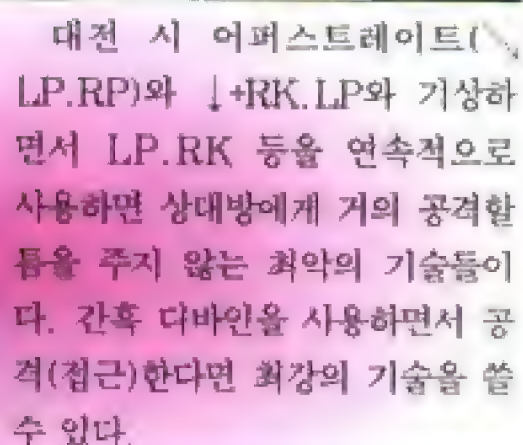 대전 시 어퍼스트레이트(↘
LP.RP)와 ↓+RK.LP와 기상하
면서 LP.RK 등을 연속적으로
사용하면 상대방에게 거의 공격할
틈을 주지 않는 최악의 기술들이
다. 간혹 더바인을 사용하면서 공
격(접근)한다면 최강의 기술을 쓸
수 있다.